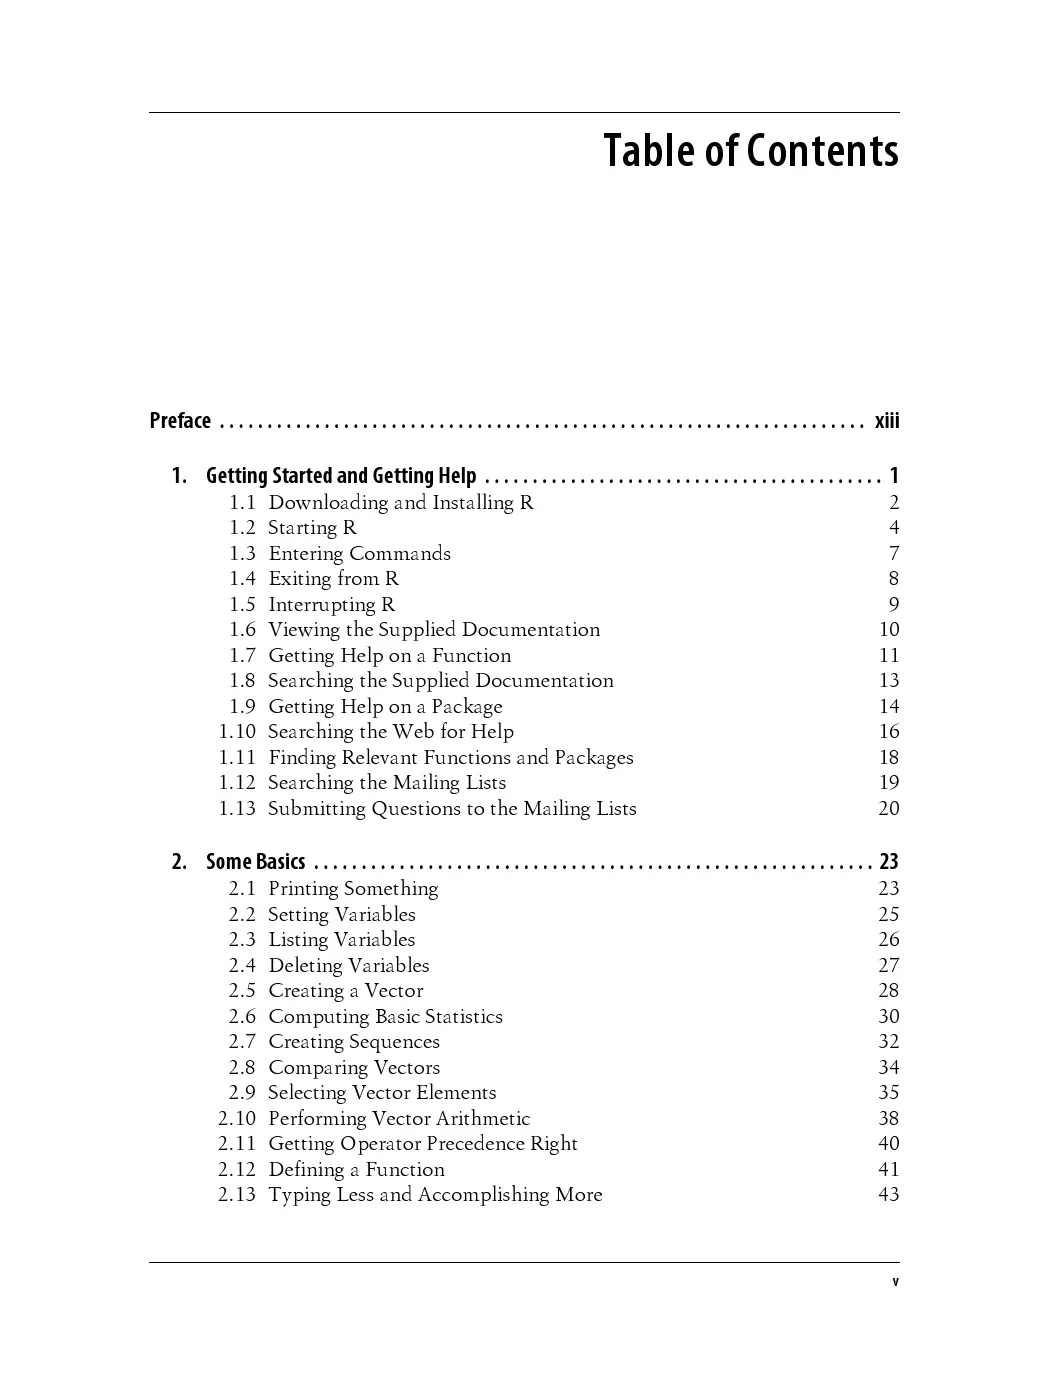 Table of Contents
Preface . . . . . . . . . . . . . . . . . . . . . . . . . . . . . . . . . . . . . . . . . . . . . . . . . . . . . . . . . . . . . . . . . . . . xiii
1. Getting Started and Getting Help . . . . . . . . . . . . . . . . . . . . . . . . . . . . . . . . . . . . . . . . . . 1
1.1 Downloading and Installing R 2
1.2 Starting R 4
1.3 Entering Commands 7
1.4 Exiting from R 8
1.5 Interrupting R 9
1.6 Viewing the Supplied Documentation 10
1.7 Getting Help on a Function 11
1.8 Searching the Supplied Documentation 13
1.9 Getting Help on a Package 14
1.10 Searching the Web for Help 16
1.11 Finding Relevant Functions and Packages 18
1.12 Searching the Mailing Lists 19
1.13 Submitting Questions to the Mailing Lists 20
2. Some Basics . . . . . . . . . . . . . . . . . . . . . . . . . . . . . . . . . . . . . . . . . . . . . . . . . . . . . . . . . . . 23
2.1 Printing Something 23
2.2 Setting Variables 25
2.3 Listing Variables 26
2.4 Deleting Variables 27
2.5 Creating a Vector 28
2.6 Computing Basic Statistics 30
2.7 Creating Sequences 32
2.8 Comparing Vectors 34
2.9 Selecting Vector Elements 35
2.10 Performing Vector Arithmetic 38
2.11 Getting Operator Precedence Right 40
2.12 Defining a Function 41
2.13 Typing Less and Accomplishing More 43
v